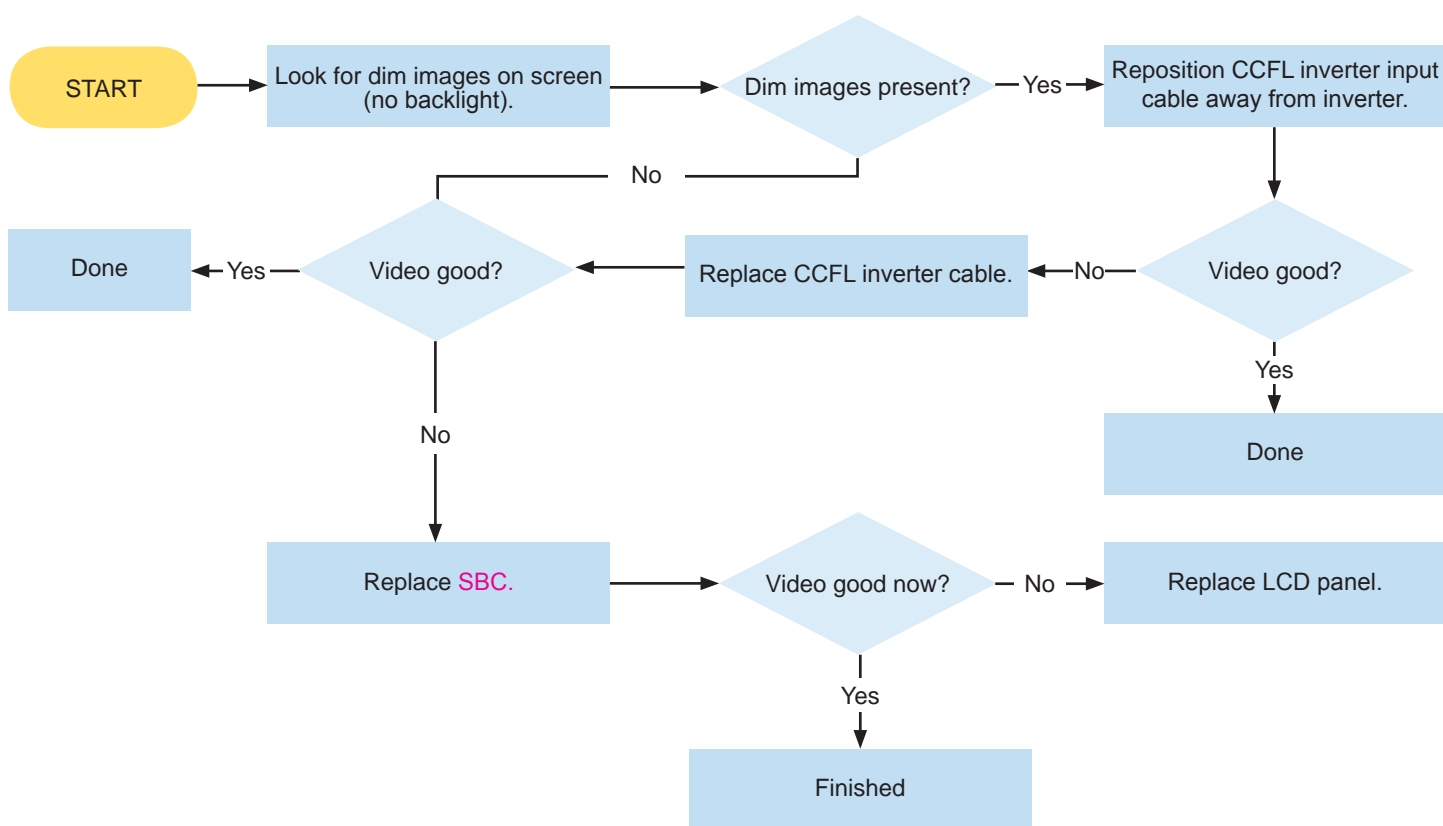 START
Look for dim images on screen
(no backlight).
Dim images present?
Yes
Reposition CCFL inverter input
cable away from inverter.
No
Done
Yes
Video good?
Replace CCFL inverter cable.
No
Video good?
Yes
Done
No
Replace SBC.
Video good now?
No
Replace LCD panel.
Yes
Finished